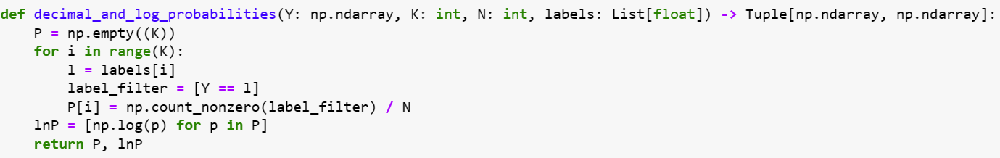 def decimal_and_log_probabilities(Y: np.ndarray, K: int, N: int, labels: List[float]) -> Tuple[np.ndarray, np.ndarray]:
    P = np.empty((K))
    for i in range(K):
        l = labels[i]
        label_filter = [Y == l]
        P[i] = np.count_nonzero(label_filter) / N
    lnP = [np.log(p) for p in P]
    return P, lnP